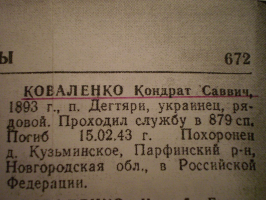 Ы 672
КОВАЛЕНКО Кондрат Саввич,
1893 г., п. Дегтяри, украинец, ря-
довой. Проходил службу в 879 сп.
Погиб 15.02.43 г. Похоронен
д. Кузьминское, Парфинский р-н,
Новгородская обл., в Российской
Федерации.